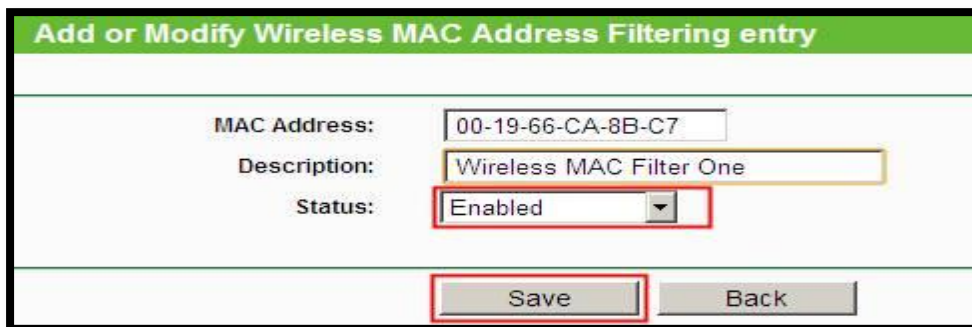 Add or Modify Wireless MAC Address Filtering entry
MAC Address: 00-19-66-CA-8B-C7
Description: Wireless MAC Filter One
Status: Enabled
Save Back